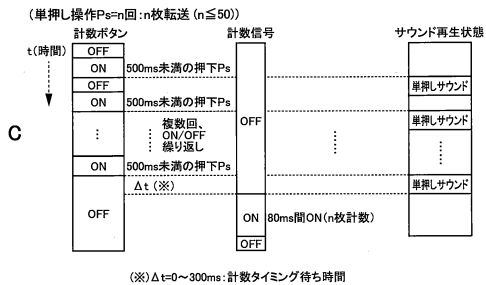 (単押し操作Ps=n回:n枚転送(n≦50))
計数ボタン
計数信号
サウンド再生状態
t(時間)
OFF
ON
500ms未満の押下Ps
OFF
単押しサウンド
ON
500ms未満の押下Ps
単押しサウンド
C
⋮
⋮
複数回、
ON/OFF
繰り返し
OFF
⋮
⋮
ON
500ms未満の押下Ps
Δt(※)
単押しサウンド
OFF
ON
80ms間ON(n枚計数)
OFF
(※)Δt=0~300ms:計数タイミング待ち時間